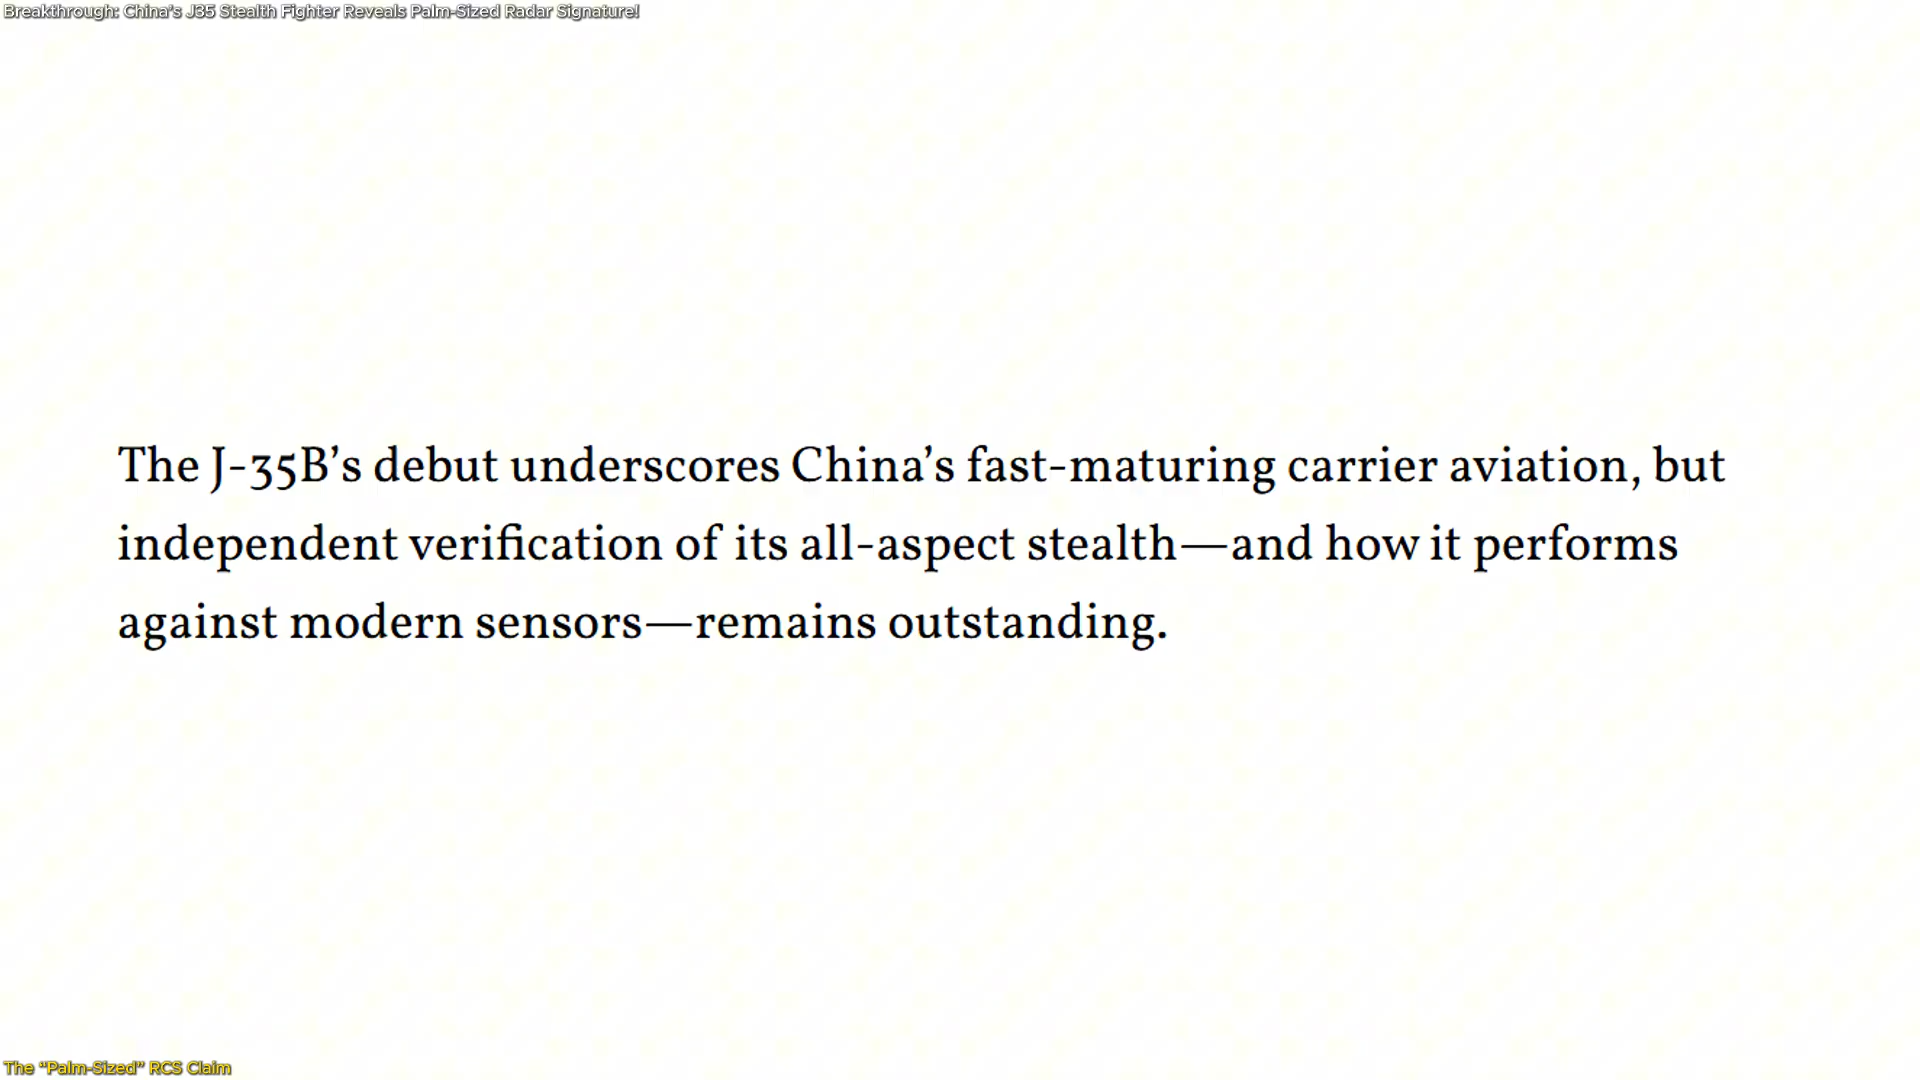 Breakthrough: China's J35 Stealth Fighter Reveals Palm-Sized Radar Signature!
The J-35B’s debut underscores China’s fast-maturing carrier aviation, but
independent verification of its all-aspect stealth—and how it performs
against modern sensors—remains outstanding.
The “Palm-Sized” RCS Claim